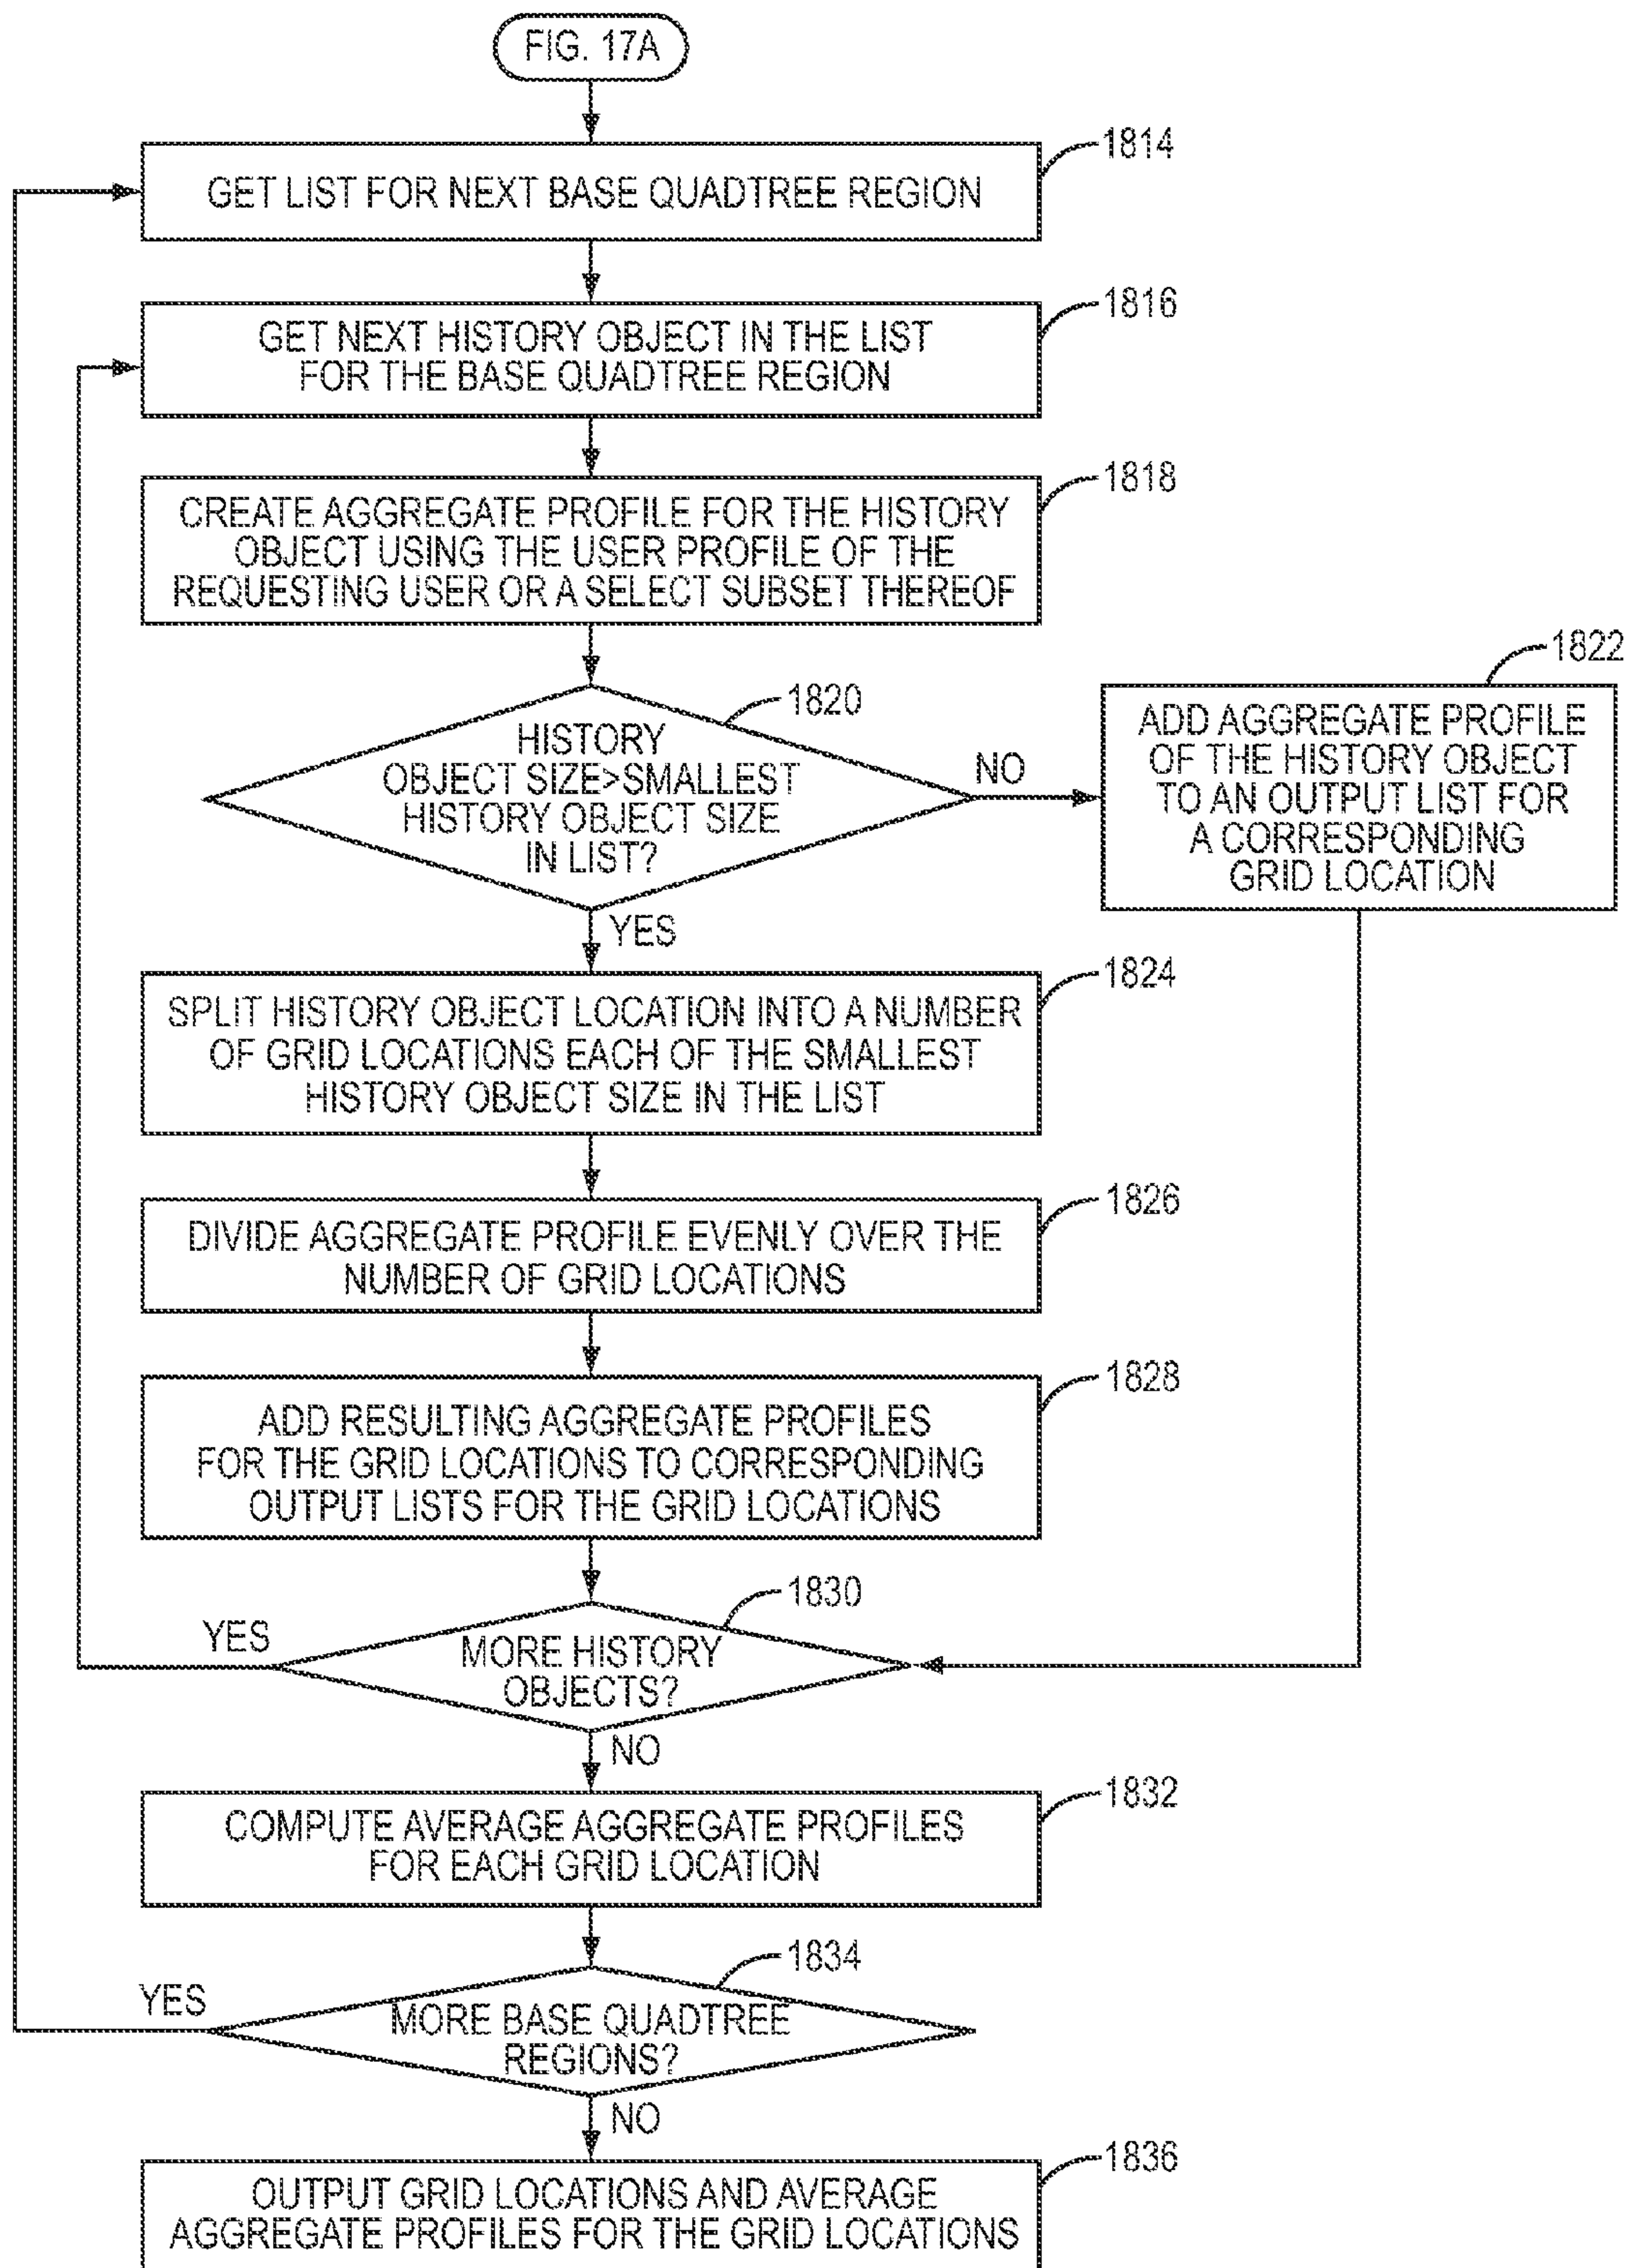 FIG. 17A
1814
GET LIST FOR NEXT BASE QUADTREE REGION
1816
GET NEXT HISTORY OBJECT IN THE LIST
FOR THE BASE QUADTREE REGION
1818
CREATE AGGREGATE PROFILE FOR THE HISTORY
OBJECT USING THE USER PROFILE OF THE
REQUESTING USER OR A SELECT SUBSET THEREOF
1820
HISTORY
OBJECT SIZE>SMALLEST
HISTORY OBJECT SIZE
IN LIST?
NO
1822
ADD AGGREGATE PROFILE
OF THE HISTORY OBJECT
TO AN OUTPUT LIST FOR
A CORRESPONDING
GRID LOCATION
YES
1824
SPLIT HISTORY OBJECT LOCATION INTO A NUMBER
OF GRID LOCATIONS EACH OF THE SMALLEST
HISTORY OBJECT SIZE IN THE LIST
1826
DIVIDE AGGREGATE PROFILE EVENLY OVER THE
NUMBER OF GRID LOCATIONS
1828
ADD RESULTING AGGREGATE PROFILES
FOR THE GRID LOCATIONS TO CORRESPONDING
OUTPUT LISTS FOR THE GRID LOCATIONS
1830
YES
MORE HISTORY
OBJECTS?
NO
1832
COMPUTE AVERAGE AGGREGATE PROFILES
FOR EACH GRID LOCATION
1834
YES
MORE BASE QUADTREE
REGIONS?
NO
1836
OUTPUT GRID LOCATIONS AND AVERAGE
AGGREGATE PROFILES FOR THE GRID LOCATIONS